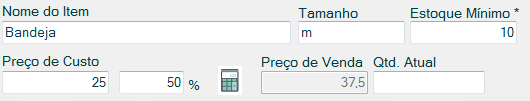 Nome do Item Tamanho Estoque Mínimo *
Bandeja m 10
Preço de Custo Preço de Venda Qtd. Atual
25 50 % 37,5